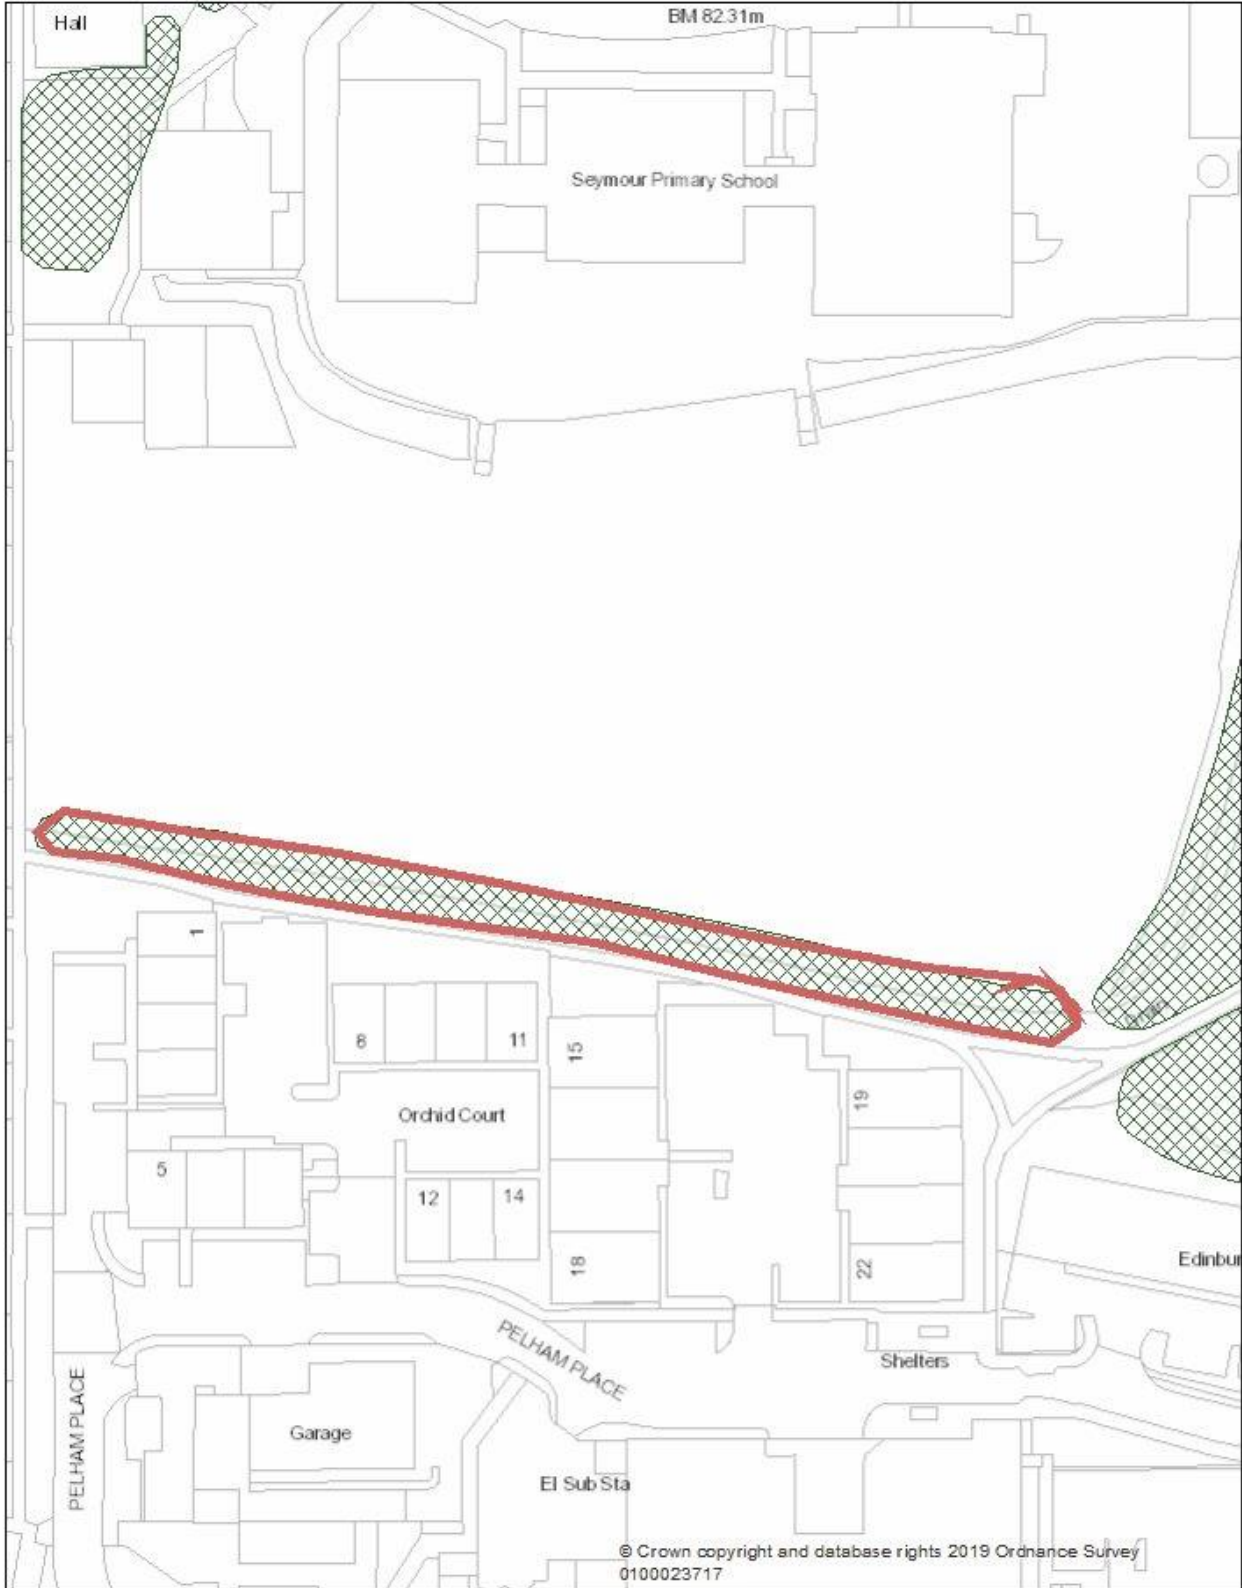 Hall
BM 82.31m
Seymour Primary School
1
8
11
15
19
Orchid Court
5
12
14
18
22
Edinbur
PELHAM PLACE
Shelters
PELHAM PLACE
Garage
El Sub Sta
© Crown copyright and database rights 2019 Ordnance Survey
0100023717